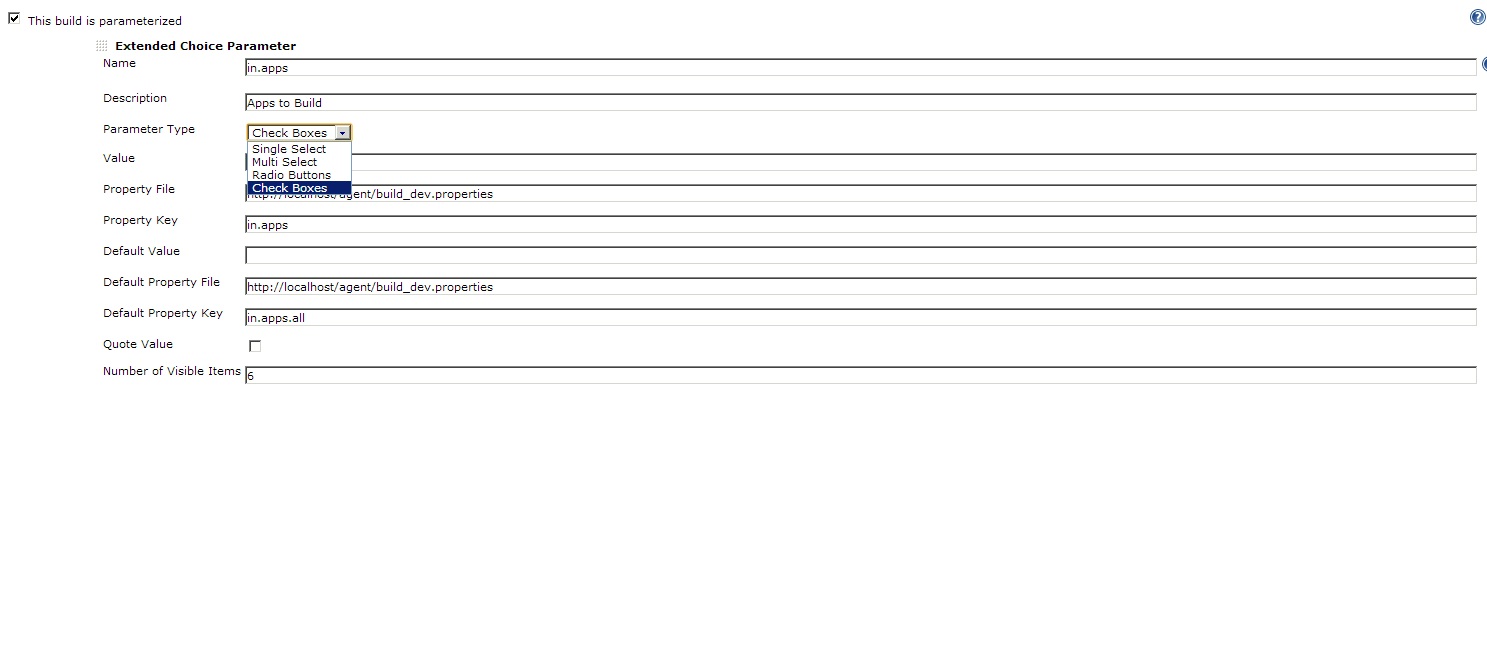 This build is parameterized
Extended Choice Parameter
Name in.apps
Description Apps to Build
Parameter Type Check Boxes
Single Select
Multi Select
Radio Buttons
Check Boxes
Value
Property File http://localhost/agent/build_dev.properties
Property Key in.apps
Default Value
Default Property File http://localhost/agent/build_dev.properties
Default Property Key in.apps.all
Quote Value
Number of Visible Items 6